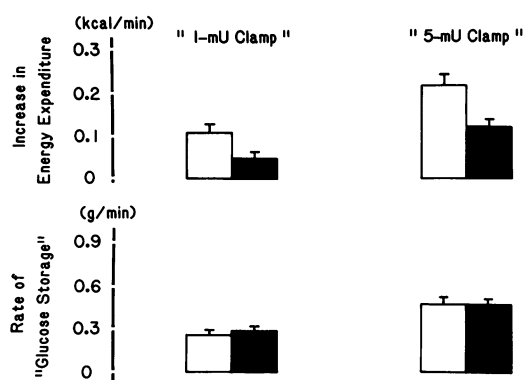 (kcal/min)
0.3
0.2
0.1
0
Increase in
Energy Expenditure
" 1-mU Clamp "
" 5-mU Clamp "
(g/min)
0.9
0.6
0.3
0
Rate of
"Glucose Storage"